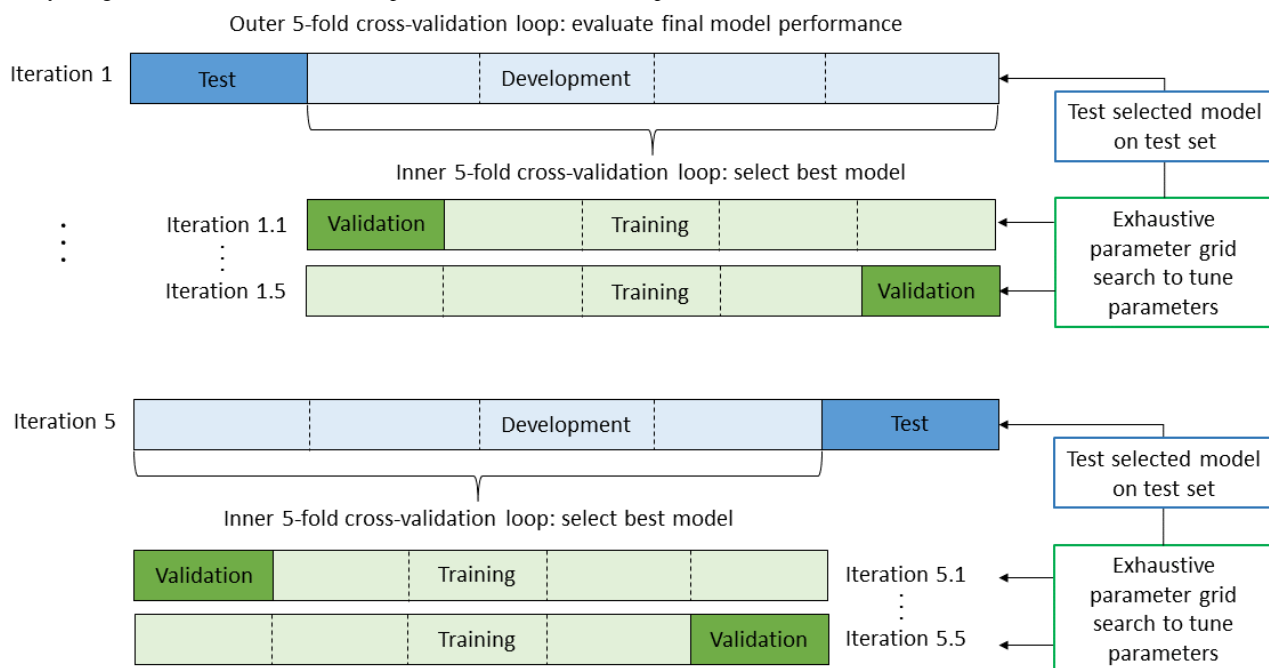 Outer 5-fold cross-validation loop: evaluate final model performance
Iteration 1
Test
Development
Test selected model
on test set
Inner 5-fold cross-validation loop: select best model
Iteration 1.1
Validation
Training
Exhaustive
parameter grid
search to tune
parameters
Iteration 1.5
Training
Validation
Iteration 5
Development
Test
Test selected model
on test set
Inner 5-fold cross-validation loop: select best model
Validation
Training
Iteration 5.1
Exhaustive
parameter grid
search to tune
parameters
Training
Validation
Iteration 5.5